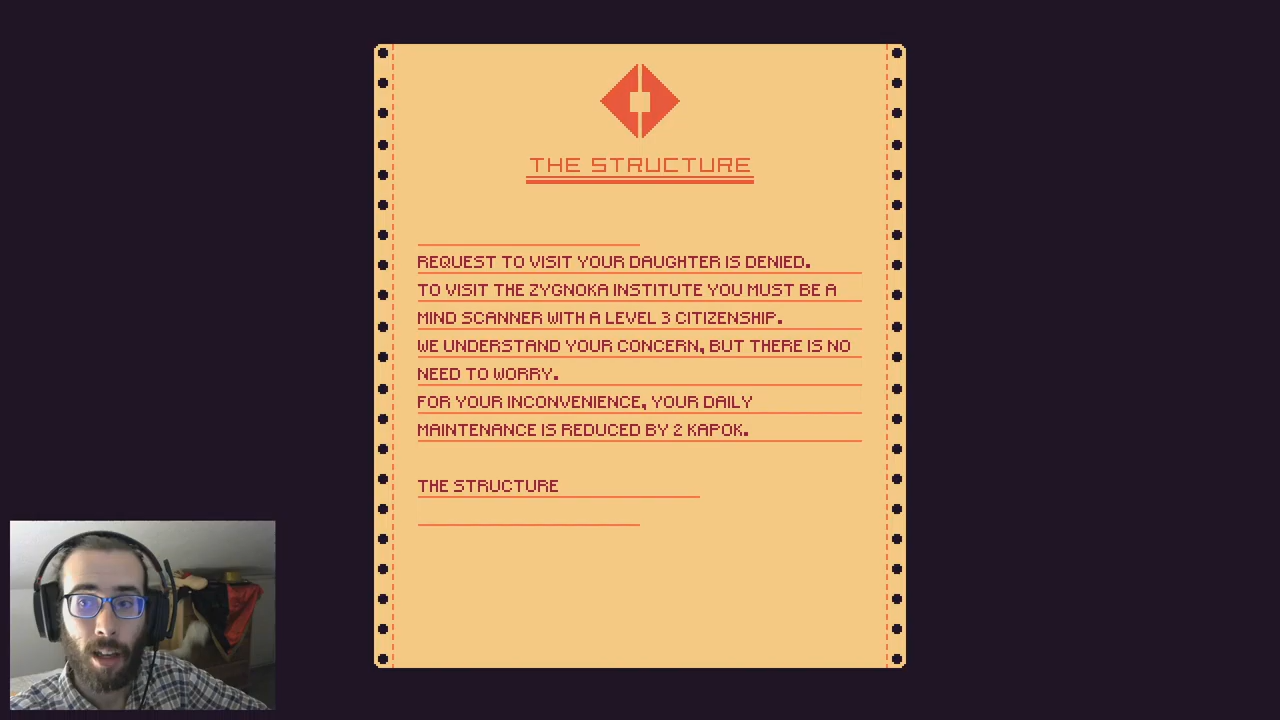 THE STRUCTURE
REQUEST TO VISIT YOUR DAUGHTER IS DENIED.
TO VISIT THE ZYGNOKA INSTITUTE YOU MUST BE A
MIND SCANNER WITH A LEVEL 3 CITIZENSHIP.
WE UNDERSTAND YOUR CONCERN, BUT THERE IS NO
NEED TO WORRY.
FOR YOUR INCONVENIENCE, YOUR DAILY
MAINTENANCE IS REDUCED BY 2 KAPOK.
THE STRUCTURE